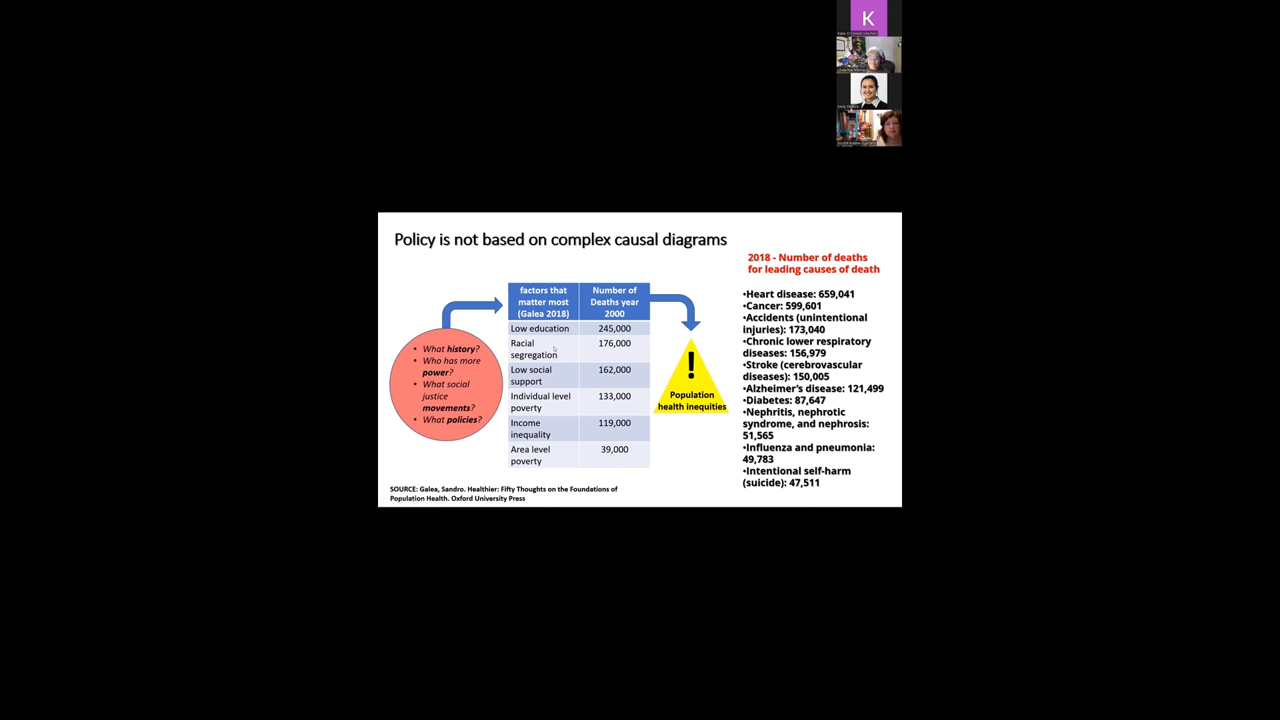 K
Policy is not based on complex causal diagrams
2018 - Number of deaths
for leading causes of death
• What history?
• Who has more
power?
• What social
justice
movements?
• What policies?
factors that
matter most
(Galea 2018)
Number of
Deaths year
2000
Low education
245,000
Racial
segregation
176,000
Low social
support
162,000
Individual level
poverty
133,000
Income
inequality
119,000
Area level
poverty
39,000
!
Population
health inequities
•Heart disease: 659,041
•Cancer: 599,601
•Accidents (unintentional
injuries): 173,040
•Chronic lower respiratory
diseases: 156,979
•Stroke (cerebrovascular
diseases): 150,005
•Alzheimer's disease: 121,499
•Diabetes: 87,647
•Nephritis, nephrotic
syndrome, and nephrosis:
51,565
•Influenza and pneumonia:
49,783
•Intentional self-harm
(suicide): 47,511
SOURCE: Galea, Sandro. Healthier: Fifty Thoughts on the Foundations of
Population Health. Oxford University Press